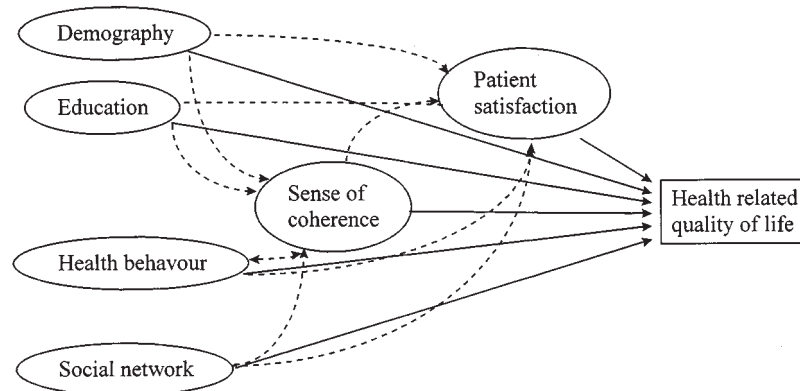 Demography
Patient
satisfaction
Education
Sense of
coherence
Health related
quality of life
Health behavour
Social network